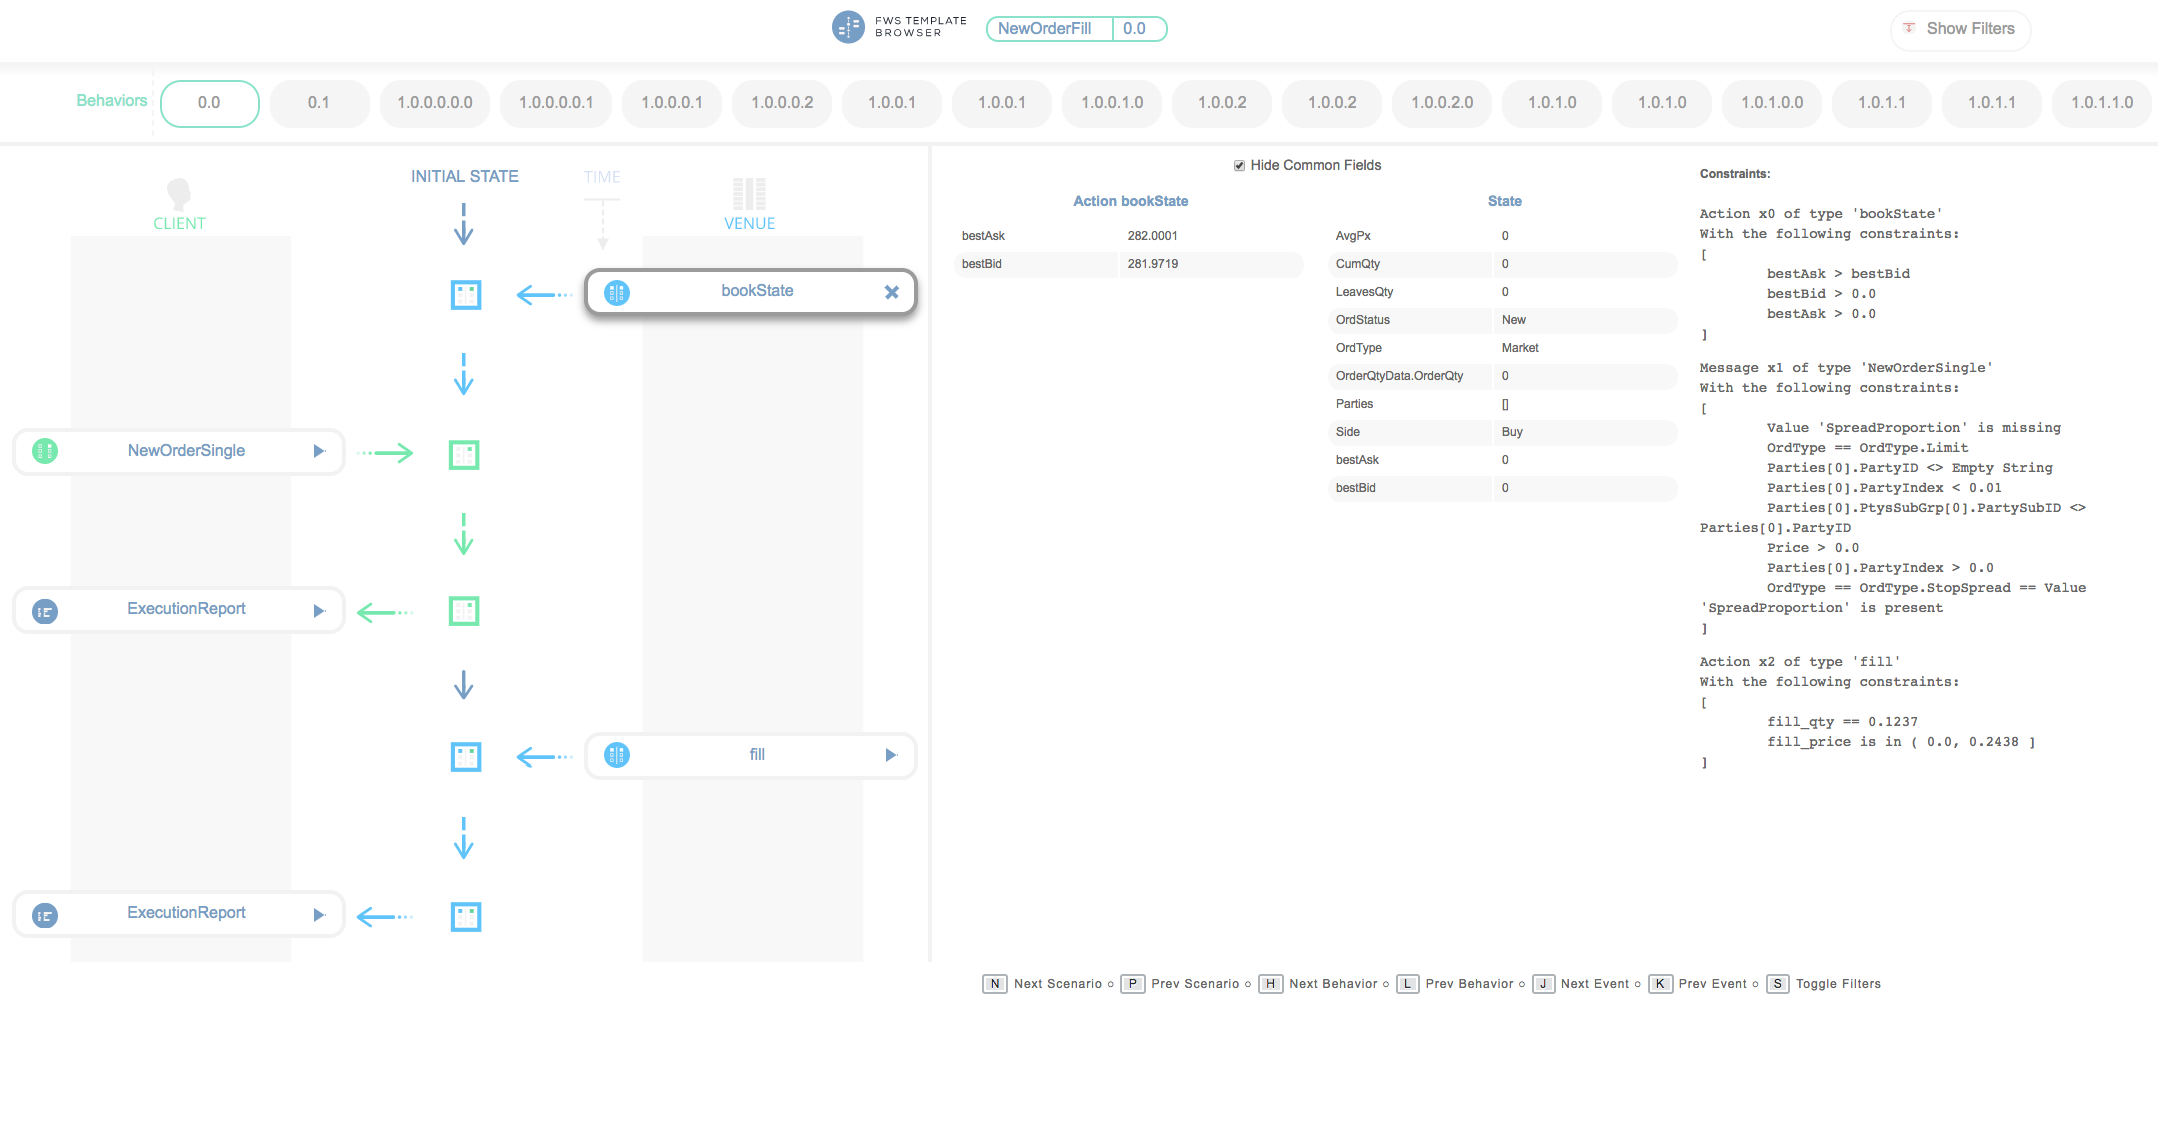 FWS TEMPLATE
BROWSER
NewOrderFill 0.0
Show Filters
Behaviors 0.0 0.1 1.0.0.0.0.0 1.0.0.0.0.1 1.0.0.0.1 1.0.0.0.2 1.0.0.1 1.0.0.1 1.0.0.1.0 1.0.0.2 1.0.0.2 1.0.0.2.0 1.0.1.0 1.0.1.0 1.0.1.0.0 1.0.1.1 1.0.1.1 1.0.1.1.0
INITIAL STATE
TIME
CLIENT
VENUE
bookState
NewOrderSingle
ExecutionReport
fill
ExecutionReport
Hide Common Fields
Action bookState
bestAsk 282.0001
bestBid 281.9719
State
AvgPx 0
CumQty 0
LeavesQty 0
OrdStatus New
OrdType Market
OrderQtyData.OrderQty 0
Parties []
Side Buy
bestAsk 0
bestBid 0
Constraints:
Action x0 of type 'bookState'
With the following constraints:
[
bestAsk > bestBid
bestBid > 0.0
bestAsk > 0.0
]
Message x1 of type 'NewOrderSingle'
With the following constraints:
[
Value 'SpreadProportion' is missing
OrdType == OrdType.Limit
Parties[0].PartyID <> Empty String
Parties[0].PartyIndex < 0.01
Parties[0].PtysSubGrp[0].PartySubID <>
Parties[0].PartyID
Price > 0.0
Parties[0].PartyIndex > 0.0
OrdType == OrdType.StopSpread == Value
'SpreadProportion' is present
]
Action x2 of type 'fill'
With the following constraints:
[
fill_qty == 0.1237
fill_price is in ( 0.0, 0.2438 ]
]
N Next Scenario P Prev Scenario H Next Behavior L Prev Behavior J Next Event K Prev Event S Toggle Filters